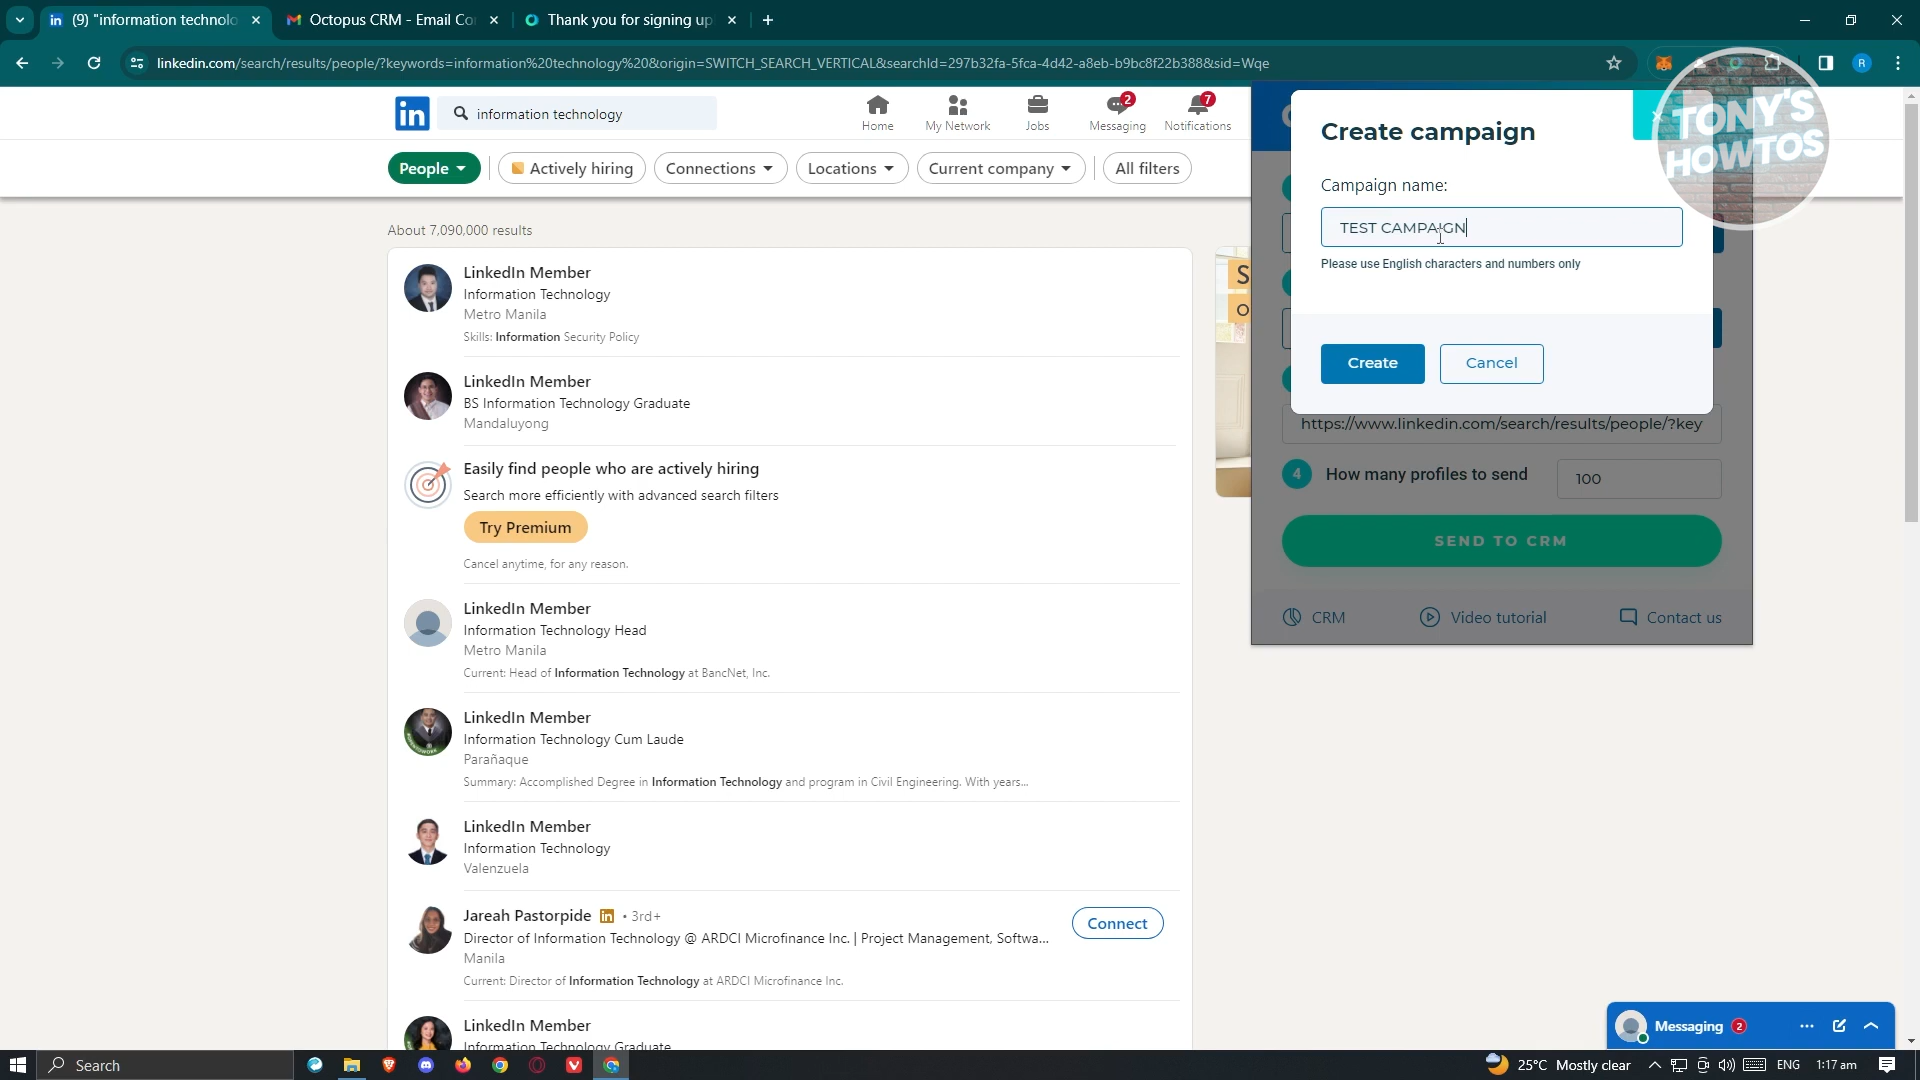 (9) "information technolo
Octopus CRM - Email Co
Thank you for signing up
linkedin.com/search/results/people/?keywords=information%20technology%20&origin=SWITCH_SEARCH_VERTICAL&searchId=297b32fa-5fca-4d42-a8eb-b9bc8f22b388&sid=Wqe
R
in
information technology
Home
My Network
Jobs
2
Messaging
7
Notifications
People
Actively hiring
Connections
Locations
Current company
All filters
About 7,090,000 results
LinkedIn Member
Information Technology
Metro Manila
Skills: Information Security Policy
LinkedIn Member
BS Information Technology Graduate
Mandaluyong
Easily find people who are actively hiring
Search more efficiently with advanced search filters
Try Premium
Cancel anytime, for any reason.
LinkedIn Member
Information Technology Head
Metro Manila
Current: Head of Information Technology at BancNet, Inc.
LinkedIn Member
Information Technology Cum Laude
Parañaque
Summary: Accomplished Degree in Information Technology and program in Civil Engineering. With years...
LinkedIn Member
Information Technology
Valenzuela
Jareah Pastorpide in • 3rd+
Director of Information Technology @ ARDCI Microfinance Inc. | Project Management, Softwa...
Manila
Current: Director of Information Technology at ARDCI Microfinance Inc.
Connect
LinkedIn Member
Information Technology Graduate
Create campaign
Campaign name:
TEST CAMPAIGN
Please use English characters and numbers only
Create
Cancel
https://www.linkedin.com/search/results/people/?key
4 How many profiles to send
100
SEND TO CRM
CRM
Video tutorial
Contact us
TONY'S
HOWTOS
Messaging 2
Search
25°C Mostly clear
ENG
1:17 am